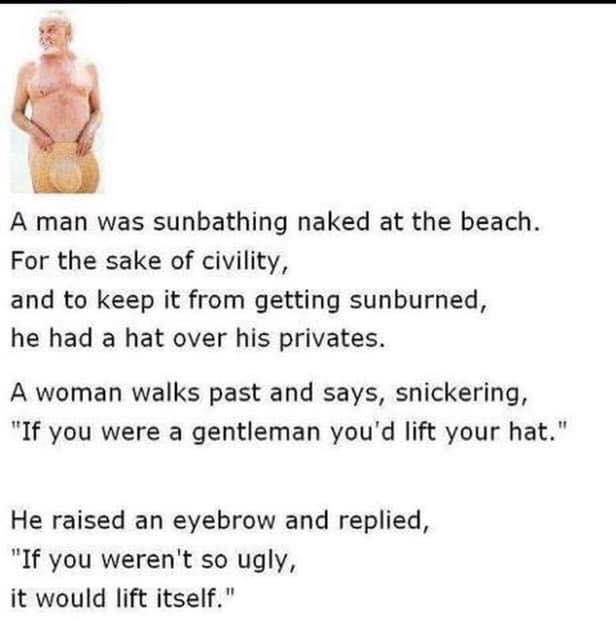 A man was sunbathing naked at the beach.
For the sake of civility,
and to keep it from getting sunburned,
he had a hat over his privates.
A woman walks past and says, snickering,
"If you were a gentleman you'd lift your hat."
He raised an eyebrow and replied,
"If you weren't so ugly,
it would lift itself."